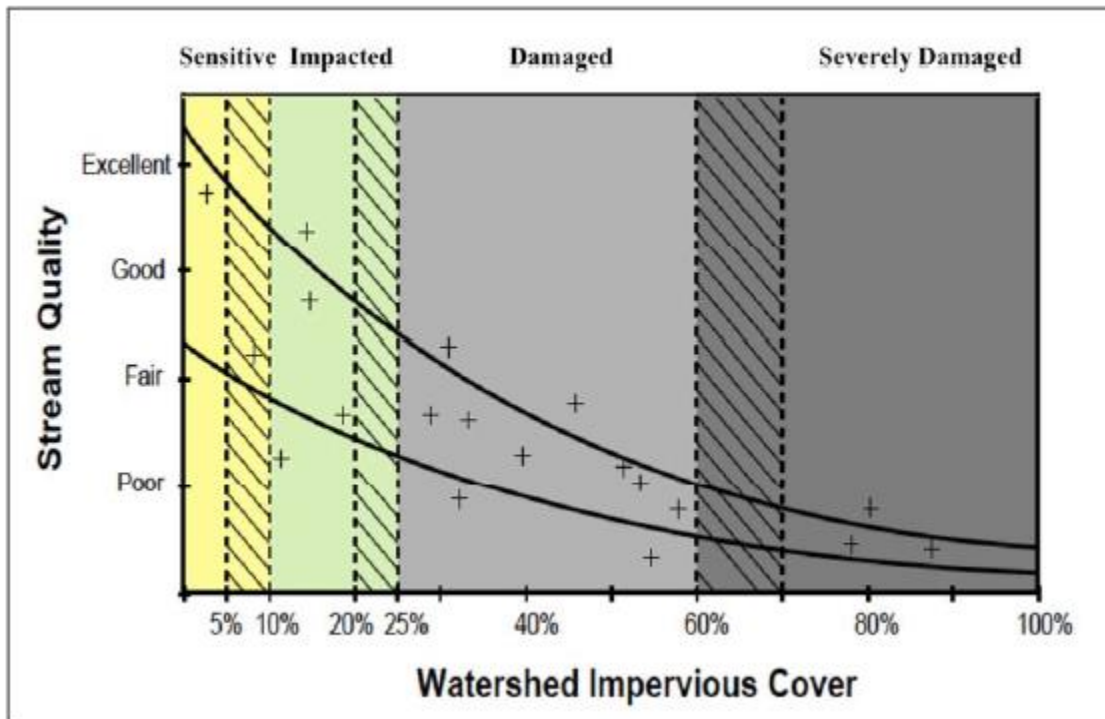 Sensitive Impacted Damaged Severely Damaged
Excellent
Good
Fair
Poor
Stream Quality
5% 10% 20% 25% 40% 60% 80% 100%
Watershed Impervious Cover